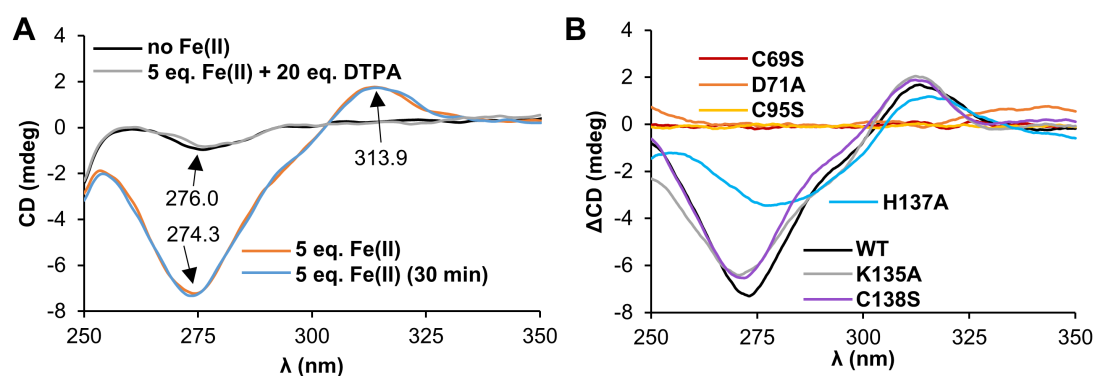 A
4
2
0
-2
-4
-6
-8
CD (mdeg)
no Fe(II)
5 eq. Fe(II) + 20 eq. DTPA
313.9
276.0
274.3
5 eq. Fe(II)
5 eq. Fe(II) (30 min)
250 275 300 325 350
λ (nm)
B
4
2
0
-2
-4
-6
-8
ΔCD (mdeg)
C69S
D71A
C95S
H137A
WT
K135A
C138S
250 275 300 325 350
λ (nm)